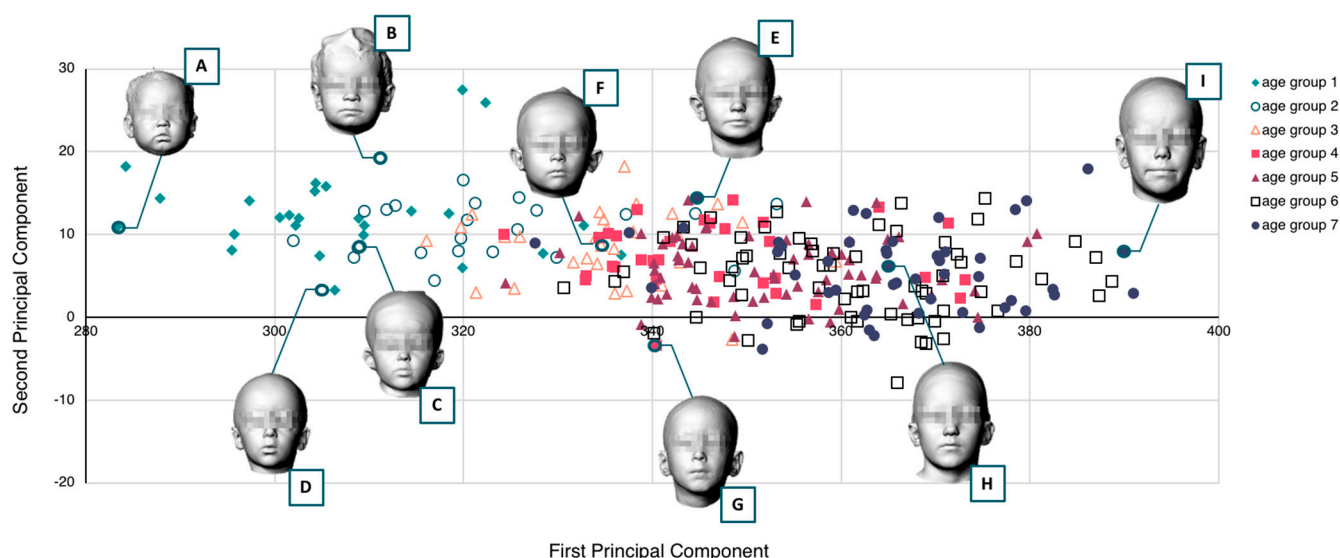 B
E
A
F
I
30
20
10
0
-10
-20
280
300
320
340
360
380
400
Second Principal Component
First Principal Component
age group 1
age group 2
age group 3
age group 4
age group 5
age group 6
age group 7
C
D
G
H